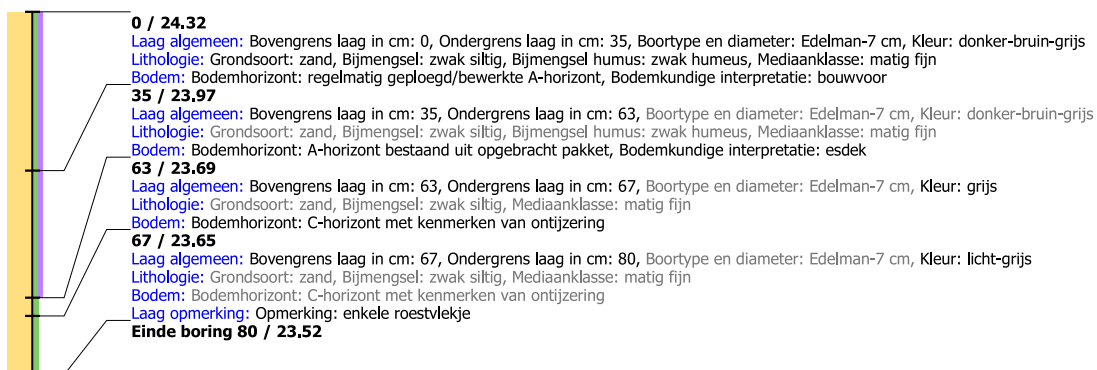 0 / 24.32
Laag algemeen: Bovengrens laag in cm: 0, Ondergrens laag in cm: 35, Boortype en diameter: Edelman-7 cm, Kleur: donker-bruin-grijs
Lithologie: Grondsoort: zand, Bijmengsel: zwak siltig, Bijmengsel humus: zwak humeus, Mediaanklasse: matig fijn
Bodem: Bodemhorizont: regelmatig geploegd/bewerkte A-horizont, Bodemkundige interpretatie: bouwvoor
35 / 23.97
Laag algemeen: Bovengrens laag in cm: 35, Ondergrens laag in cm: 63, Boortype en diameter: Edelman-7 cm, Kleur: donker-bruin-grijs
Lithologie: Grondsoort: zand, Bijmengsel: zwak siltig, Bijmengsel humus: zwak humeus, Mediaanklasse: matig fijn
Bodem: Bodemhorizont: A-horizont bestaand uit opgebracht pakket, Bodemkundige interpretatie: esdek
63 / 23.69
Laag algemeen: Bovengrens laag in cm: 63, Ondergrens laag in cm: 67, Boortype en diameter: Edelman-7 cm, Kleur: grijs
Lithologie: Grondsoort: zand, Bijmengsel: zwak siltig, Mediaanklasse: matig fijn
Bodem: Bodemhorizont: C-horizont met kenmerken van ontijzering
67 / 23.65
Laag algemeen: Bovengrens laag in cm: 67, Ondergrens laag in cm: 80, Boortype en diameter: Edelman-7 cm, Kleur: licht-grijs
Lithologie: Grondsoort: zand, Bijmengsel: zwak siltig, Mediaanklasse: matig fijn
Bodem: Bodemhorizont: C-horizont met kenmerken van ontijzering
Laag opmerking: Opmerking: enkele roestvlekje
Einde boring 80 / 23.52